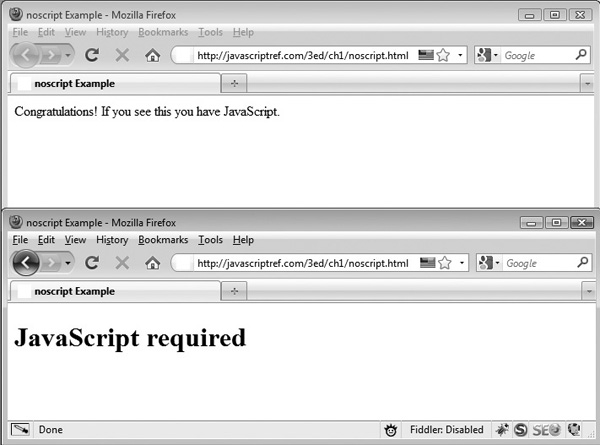 noscript Example - Mozilla Firefox
File Edit View History Bookmarks Tools Help
http://javascriptref.com/3ed/ch1/noscript.html Google
noscript Example
Congratulations! If you see this you have JavaScript.
noscript Example - Mozilla Firefox
File Edit View History Bookmarks Tools Help
http://javascriptref.com/3ed/ch1/noscript.html Google
noscript Example
JavaScript required
Done Fiddler: Disabled S SEO